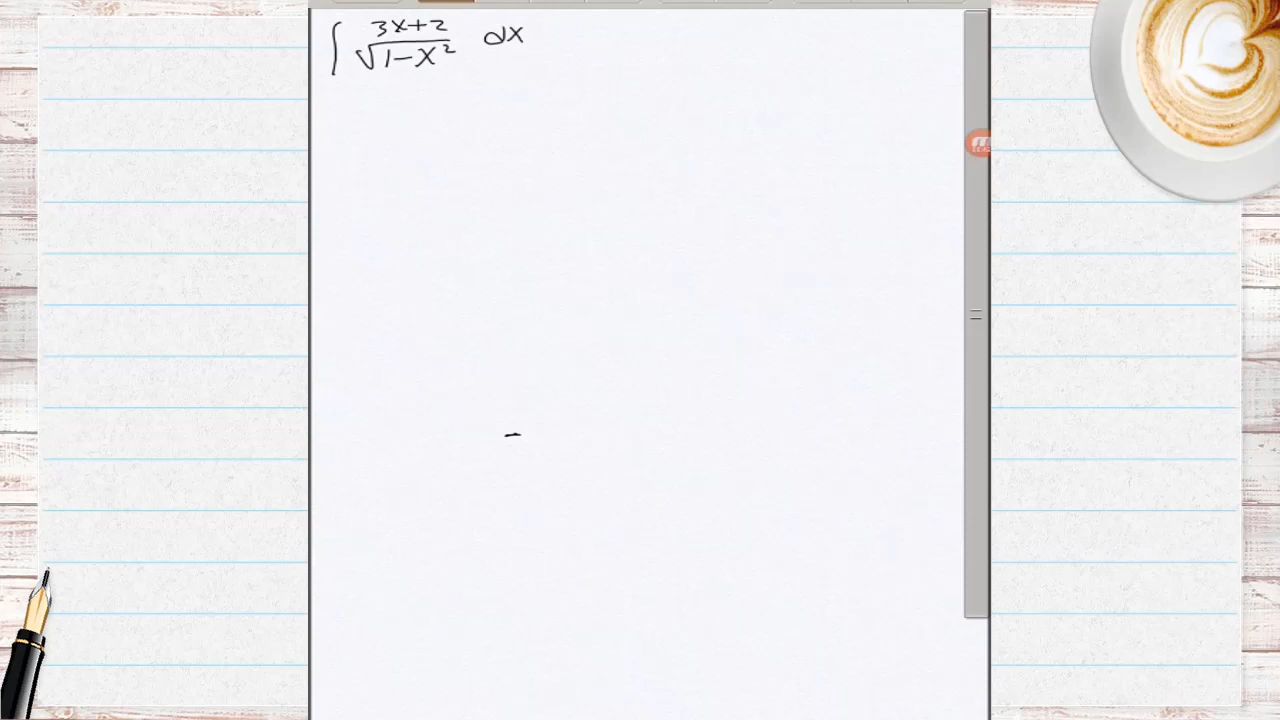 ∫ 3x+2 / √1-x² dx